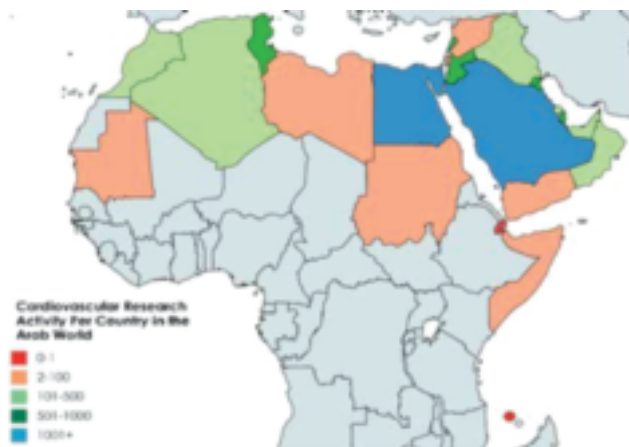 Cardiovascular Research
Activity Per Country in the
Arab World
0-1
2-100
101-500
501-1000
1001+